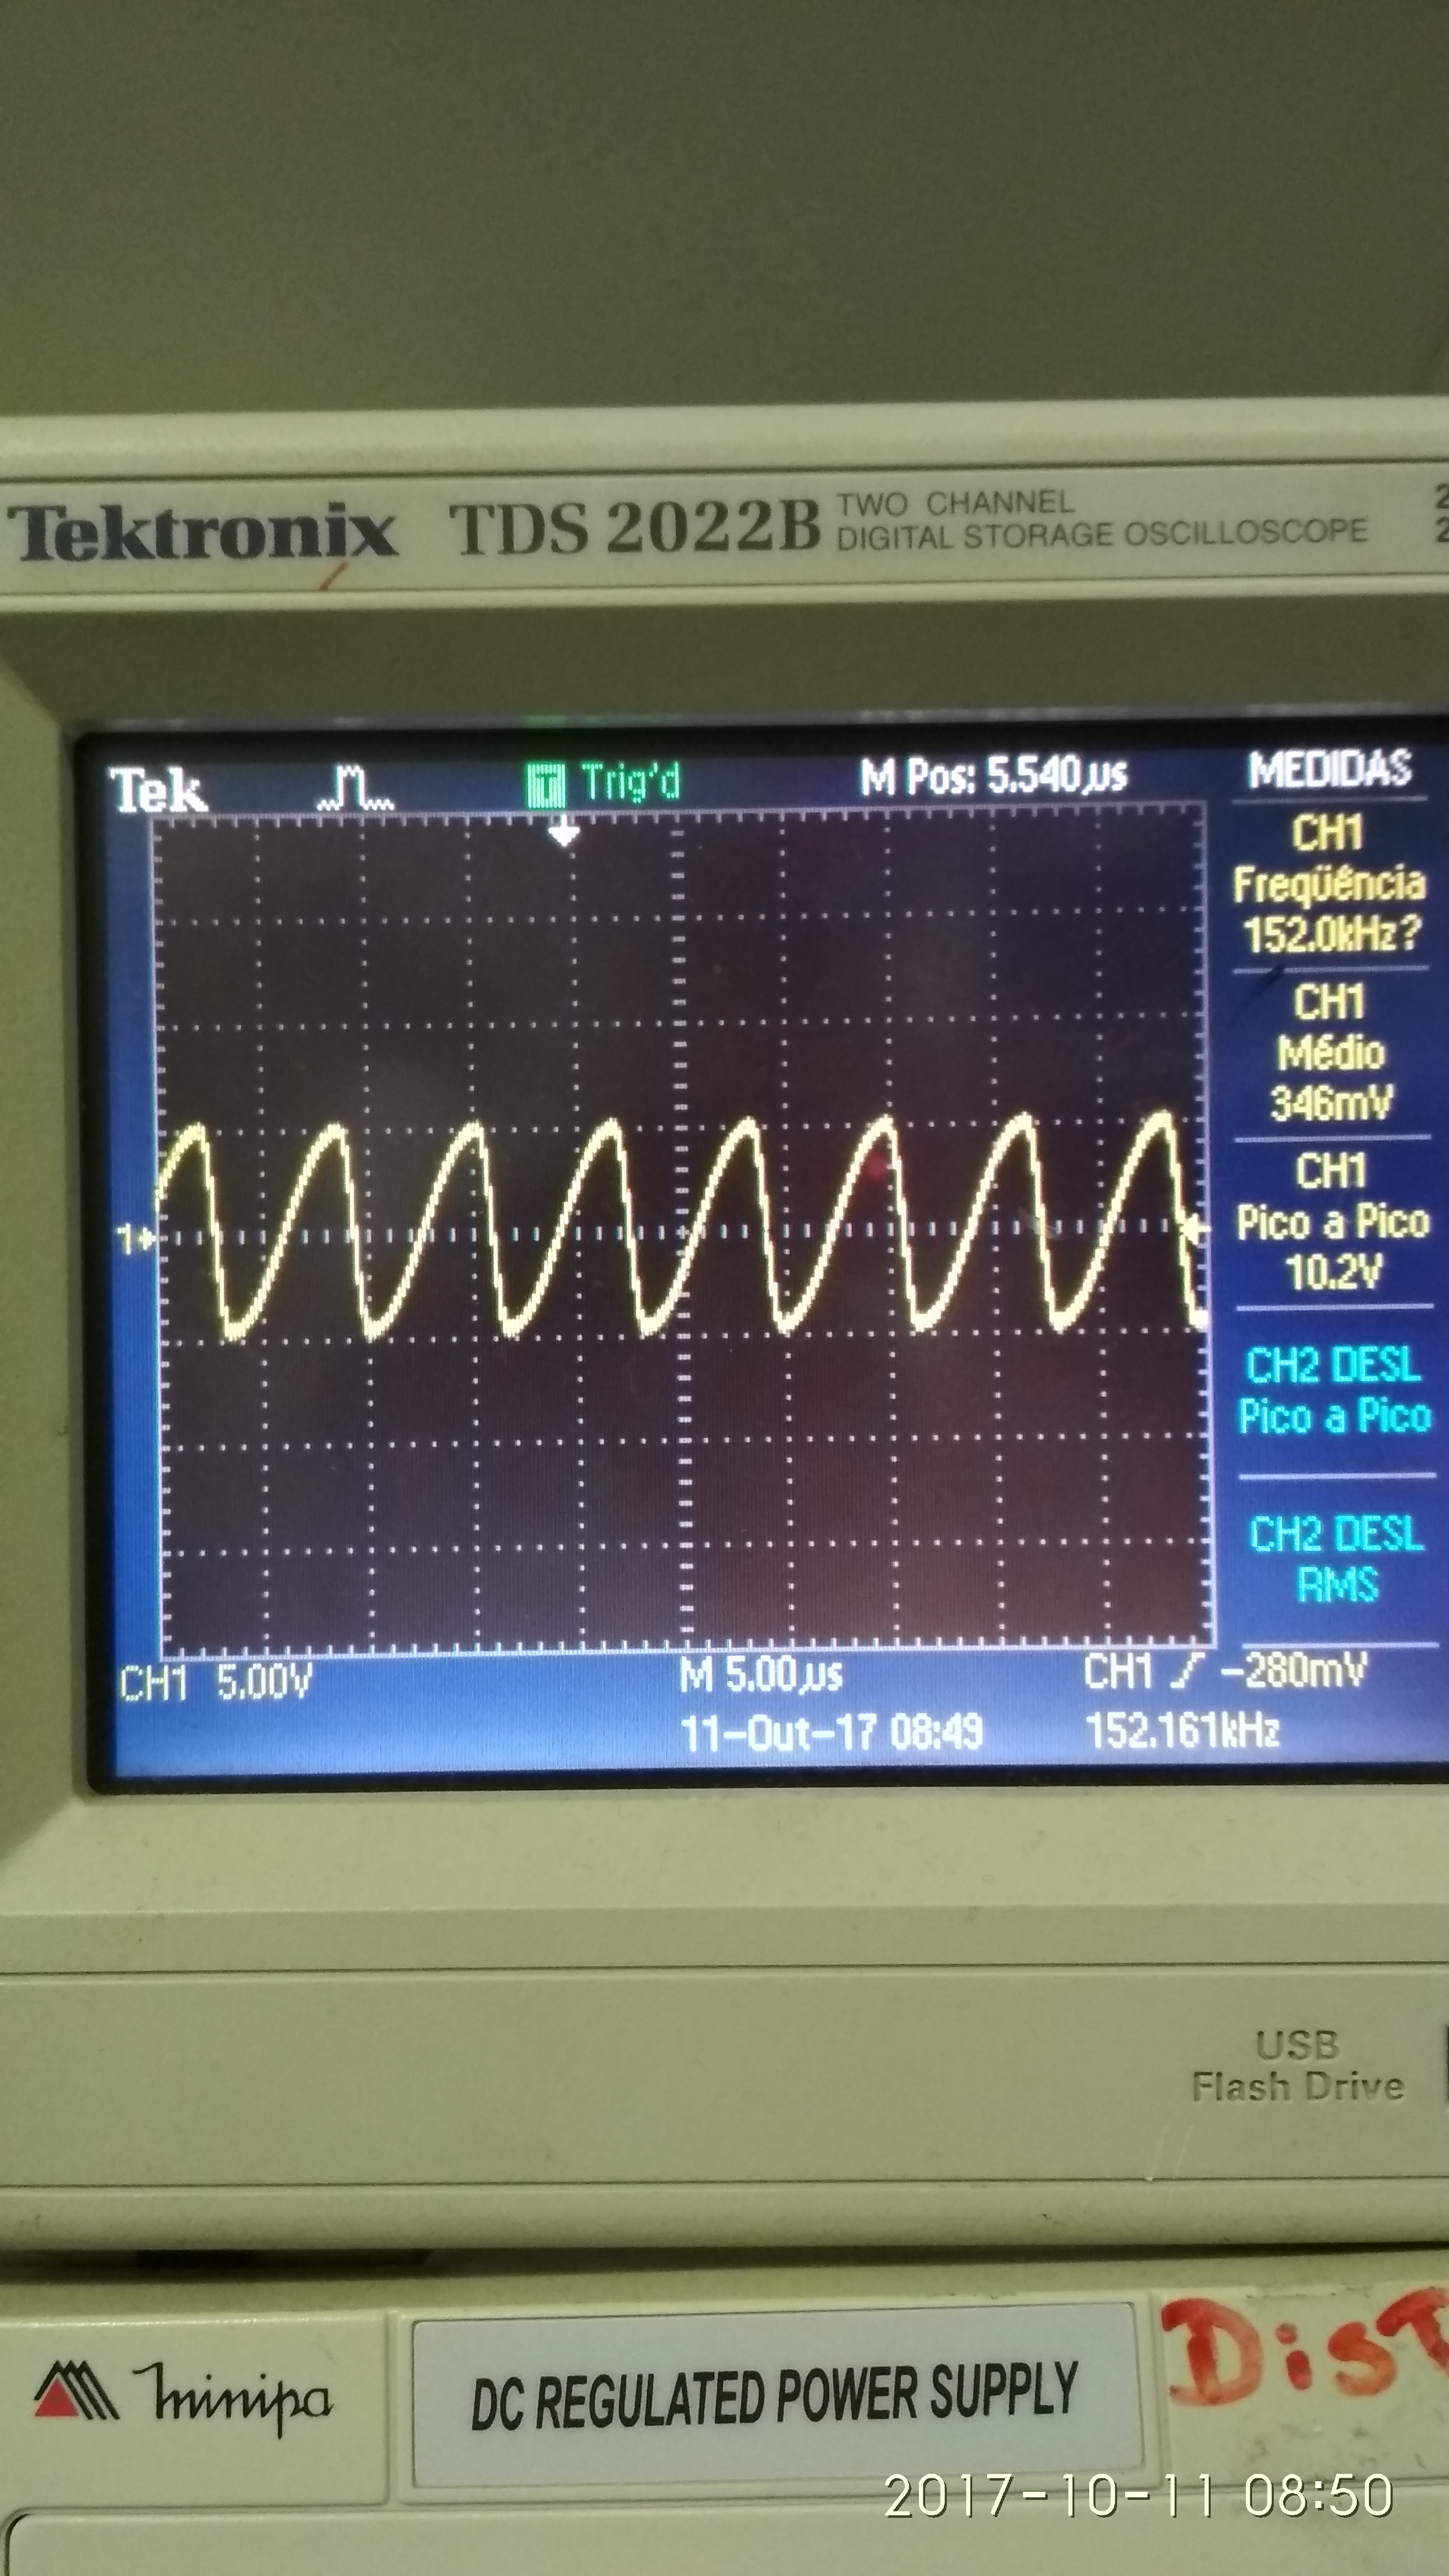 Tektronix TDS 2022B TWO CHANNEL
DIGITAL STORAGE OSCILLOSCOPE
2
2
Tek T Trig'd M Pos: 5.540µs MEDIDAS
CH1
Freqüência
152.0kHz?
CH1
Médio
346mV
CH1
Pico a Pico
10.2V
CH2 DESL
Pico a Pico
CH2 DESL
RMS
1
CH1 5.00V M 5.00µs CH1 -280mV
11-Out-17 08:49 152.161kHz
USB
Flash Drive
minipa DC REGULATED POWER SUPPLY
2017-10-11 08:50